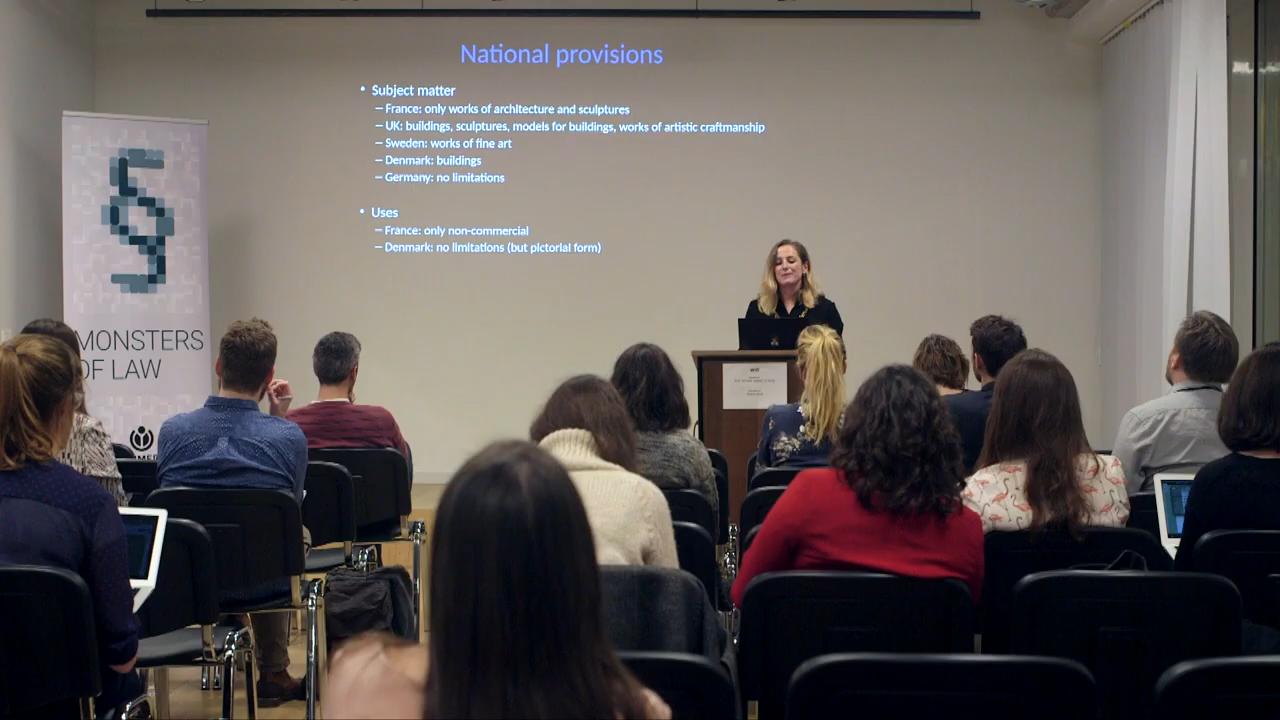 National provisions
• Subject matter
– France: only works of architecture and sculptures
– UK: buildings, sculptures, models for buildings, works of artistic craftmanship
– Sweden: works of fine art
– Denmark: buildings
– Germany: no limitations
• Uses
– France: only non-commercial
– Denmark: no limitations (but pictorial form)
MONSTERS
OF LAW